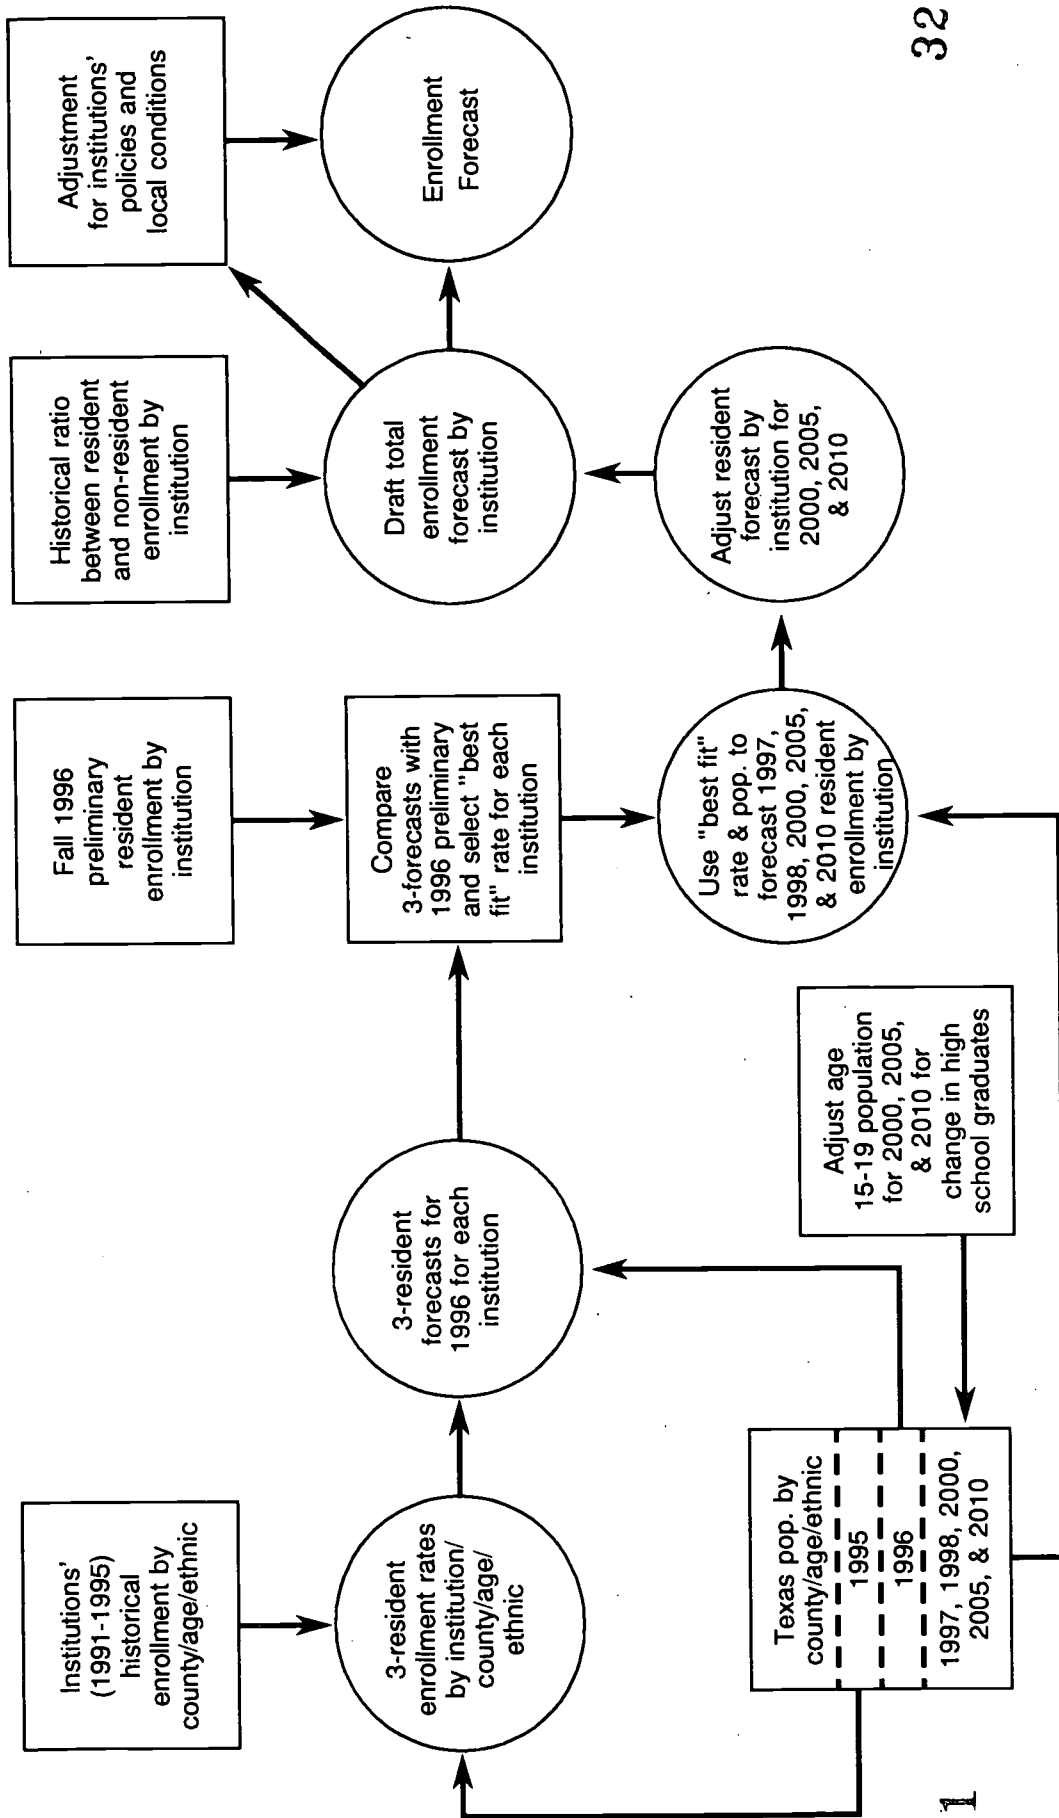 Institutions'
(1991-1995)
historical
enrollment by
county/age/ethnic
Fall 1996
preliminary
resident
enrollment by
institution
Historical ratio
between resident
and non-resident
enrollment by
institution
Adjustment
for institutions'
policies and
local conditions
3-resident
enrollment rates
by institution/
county/age/
ethnic
3-resident
forecasts for
1996 for each
institution
Compare
3-forecasts with
1996 preliminary
and select "best
fit" rate for each
institution
Draft total
enrollment
forecast by
institution
Enrollment
Forecast
Texas pop. by
county/age/ethnic
1995
1996
1997, 1998, 2000,
2005, & 2010
Adjust age
15-19 population
for 2000, 2005,
& 2010 for
change in high
school graduates
Use "best fit"
rate & pop. to
forecast 1997,
1998, 2000, 2005,
& 2010 resident
enrollment by
institution
Adjust resident
forecast by
institution for
2000, 2005,
& 2010
1
32